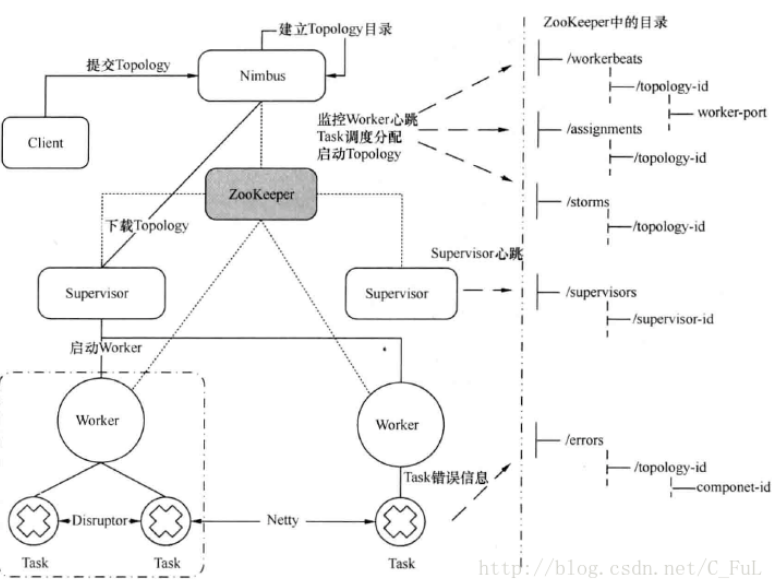 建立Topology目录
ZooKeeper中的目录
提交Topology
Nimbus
Client
监控Worker心跳
Task调度分配
启动Topology
/workerbeats
/topology-id
worker-port
/assignments
/topology-id
ZooKeeper
/storms
/topology-id
下载Topology
Supervisor心跳
Supervisor
Supervisor
/supervisors
/supervisor-id
启动Worker
Worker
Worker
/errors
/topology-id
componet-id
Task错误信息
Disruptor
Netty
Task
Task
Task
http://blog.csdn.net/C_FuL